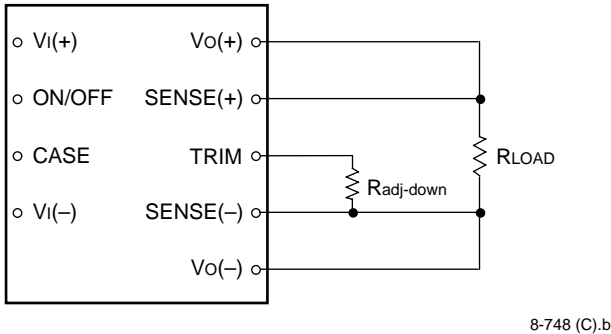 VI(+) VO(+)
ON/OFF SENSE(+)
CASE TRIM
RLOAD
Radj-down
VI(–) SENSE(–)
VO(–)
8-748 (C).b